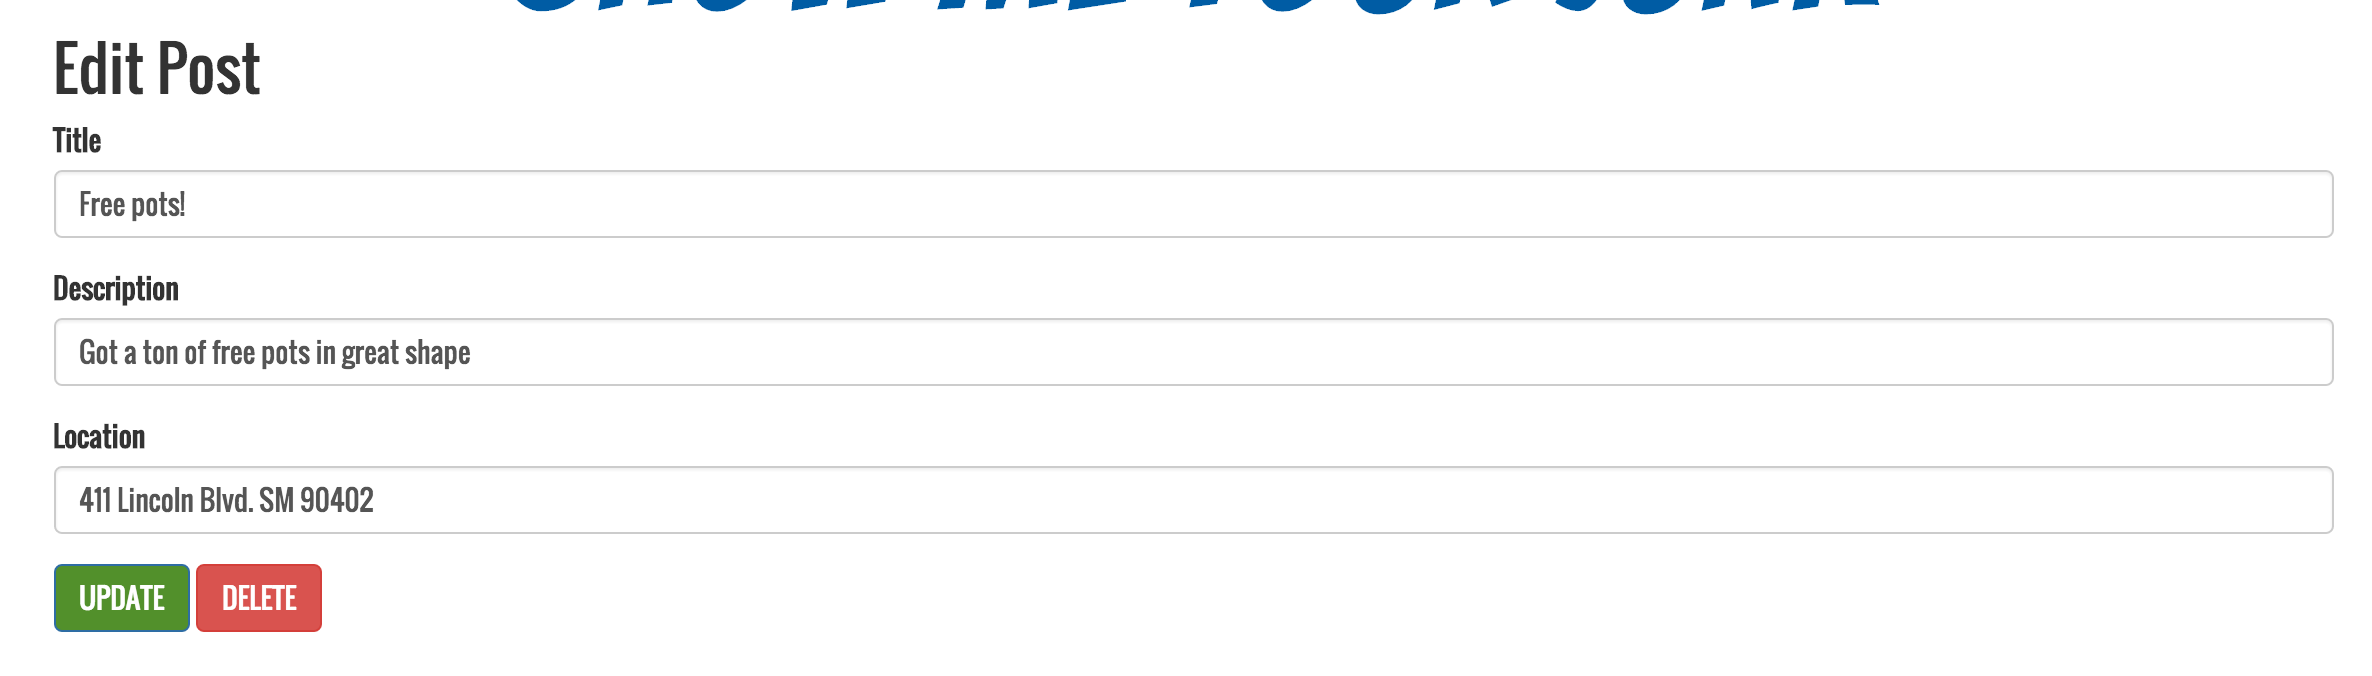 Edit Post
Title
Free pots!
Description
Got a ton of free pots in great shape
Location
411 Lincoln Blvd. SM 90402
UPDATE DELETE